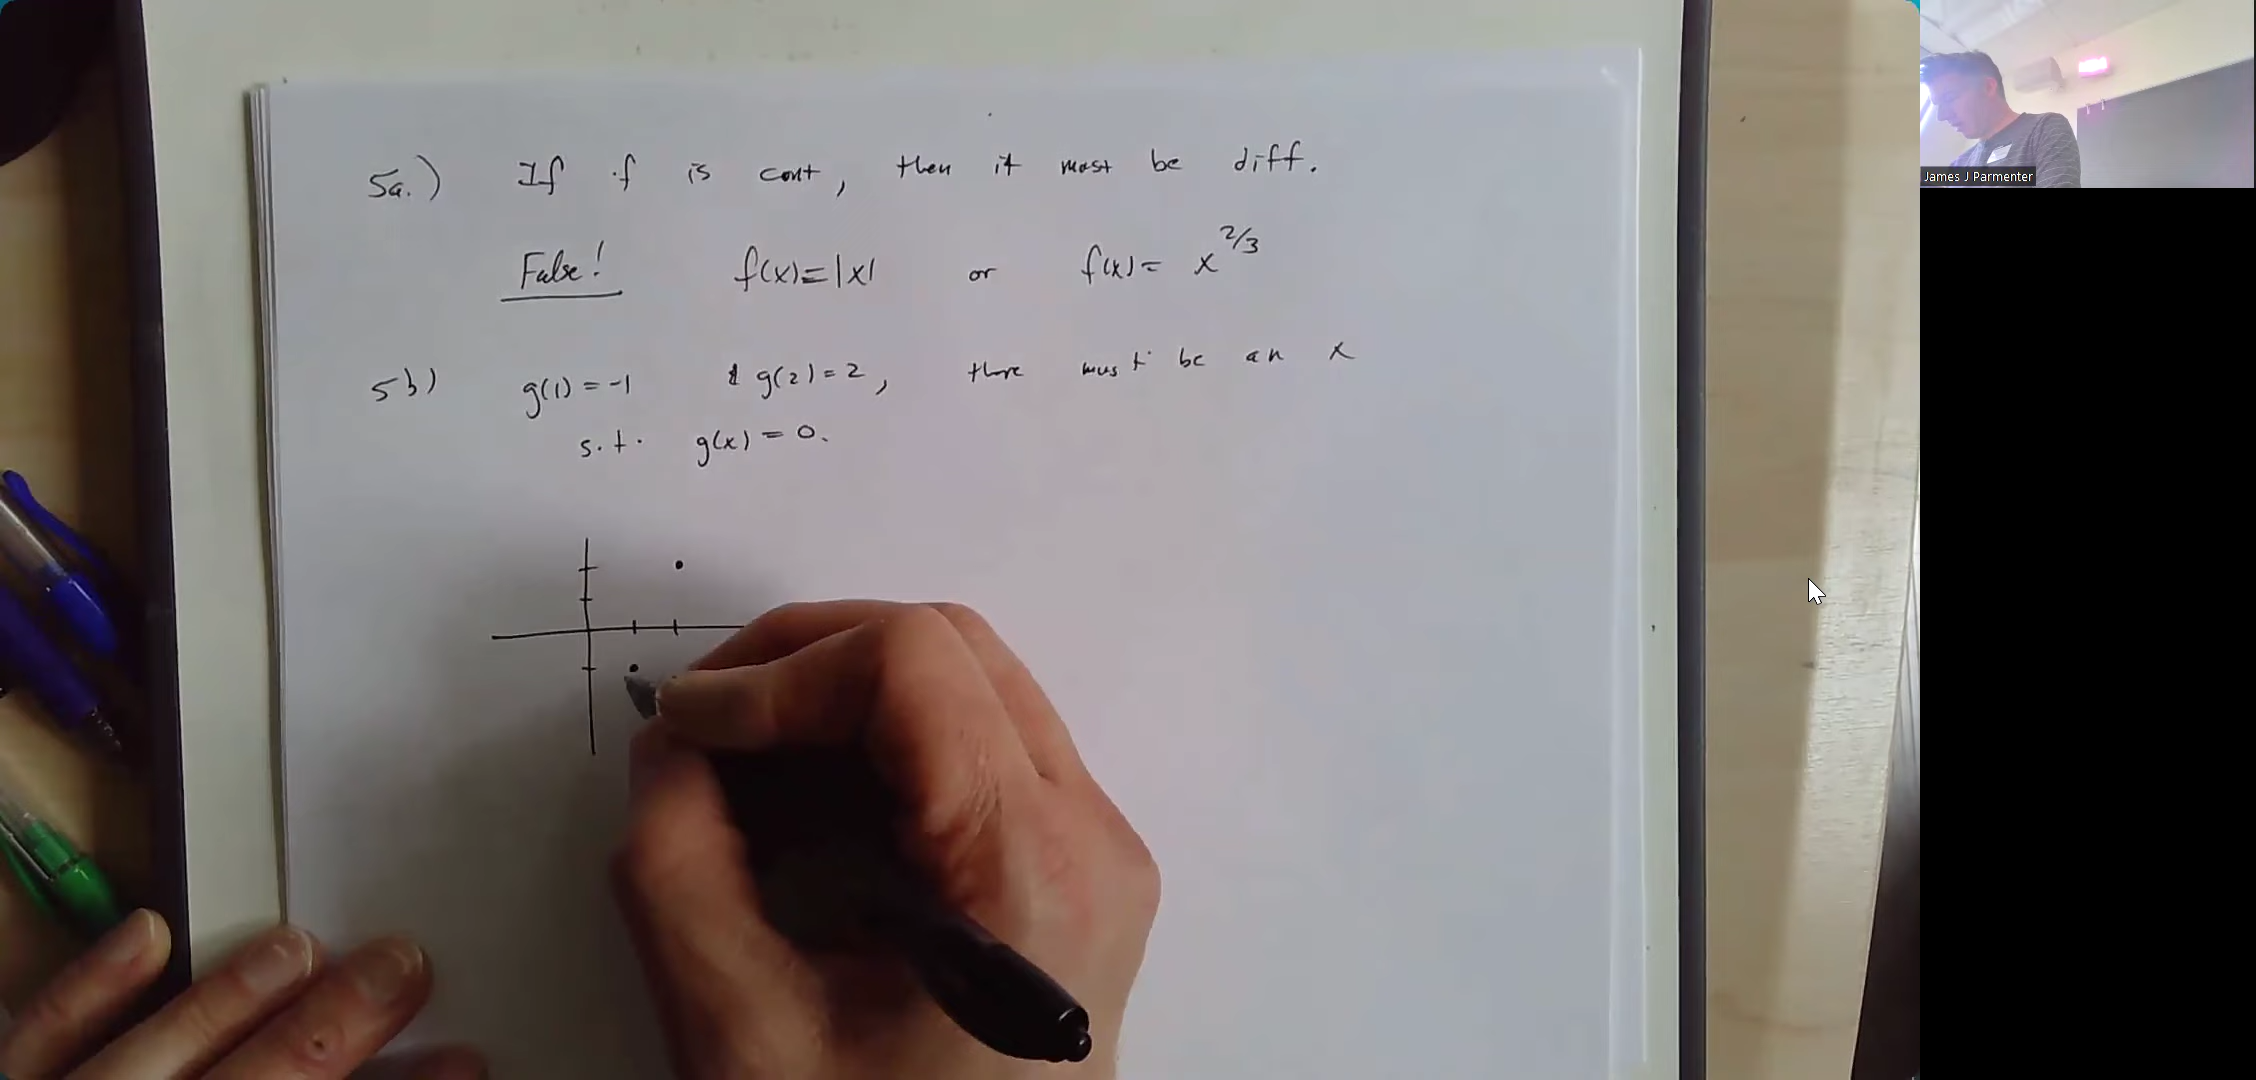 5a.) If f is cont, then it must be diff.
False! f(x)=|x| or f(x)= x^2/3
5b) g(1) = -1 & g(2) = 2, there must be an x
s.t. g(x) = 0.
James J Parmenter